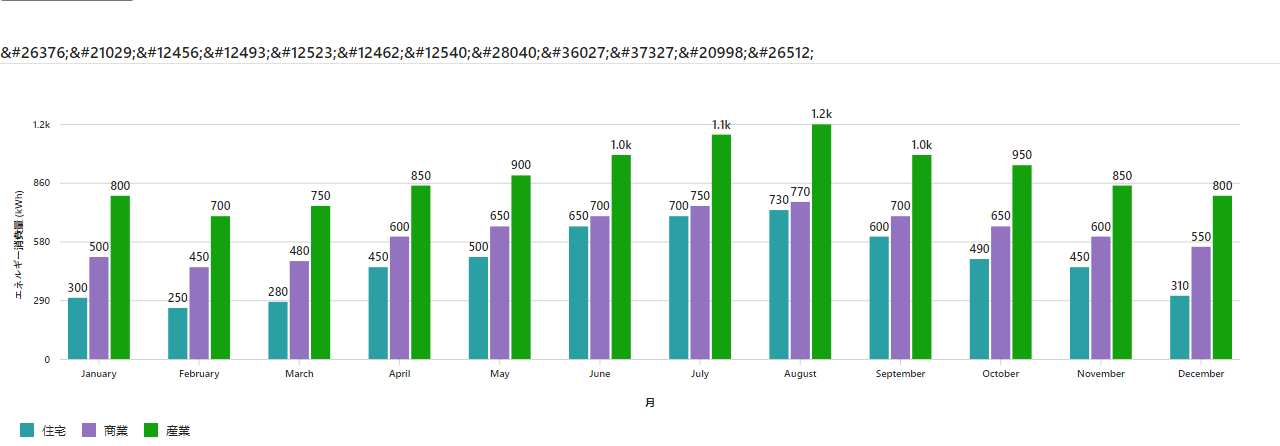 &#26376;&#21029;&#12456;&#12493;&#12523;&#12462;&#12540;&#28040;&#36027;&#37327;&#20998;&#26512;
1.2k
860
580
290
0
エネルギー消費量 (kWh)
300 500 800
250 450 700
280 480 750
450 600 850
500 650 900
650 700 1.0k
700 750 1.1k
730 770 1.2k
600 700 1.0k
490 650 950
450 600 850
310 550 800
January February March April May June July August September October November December
月
住宅 商業 産業